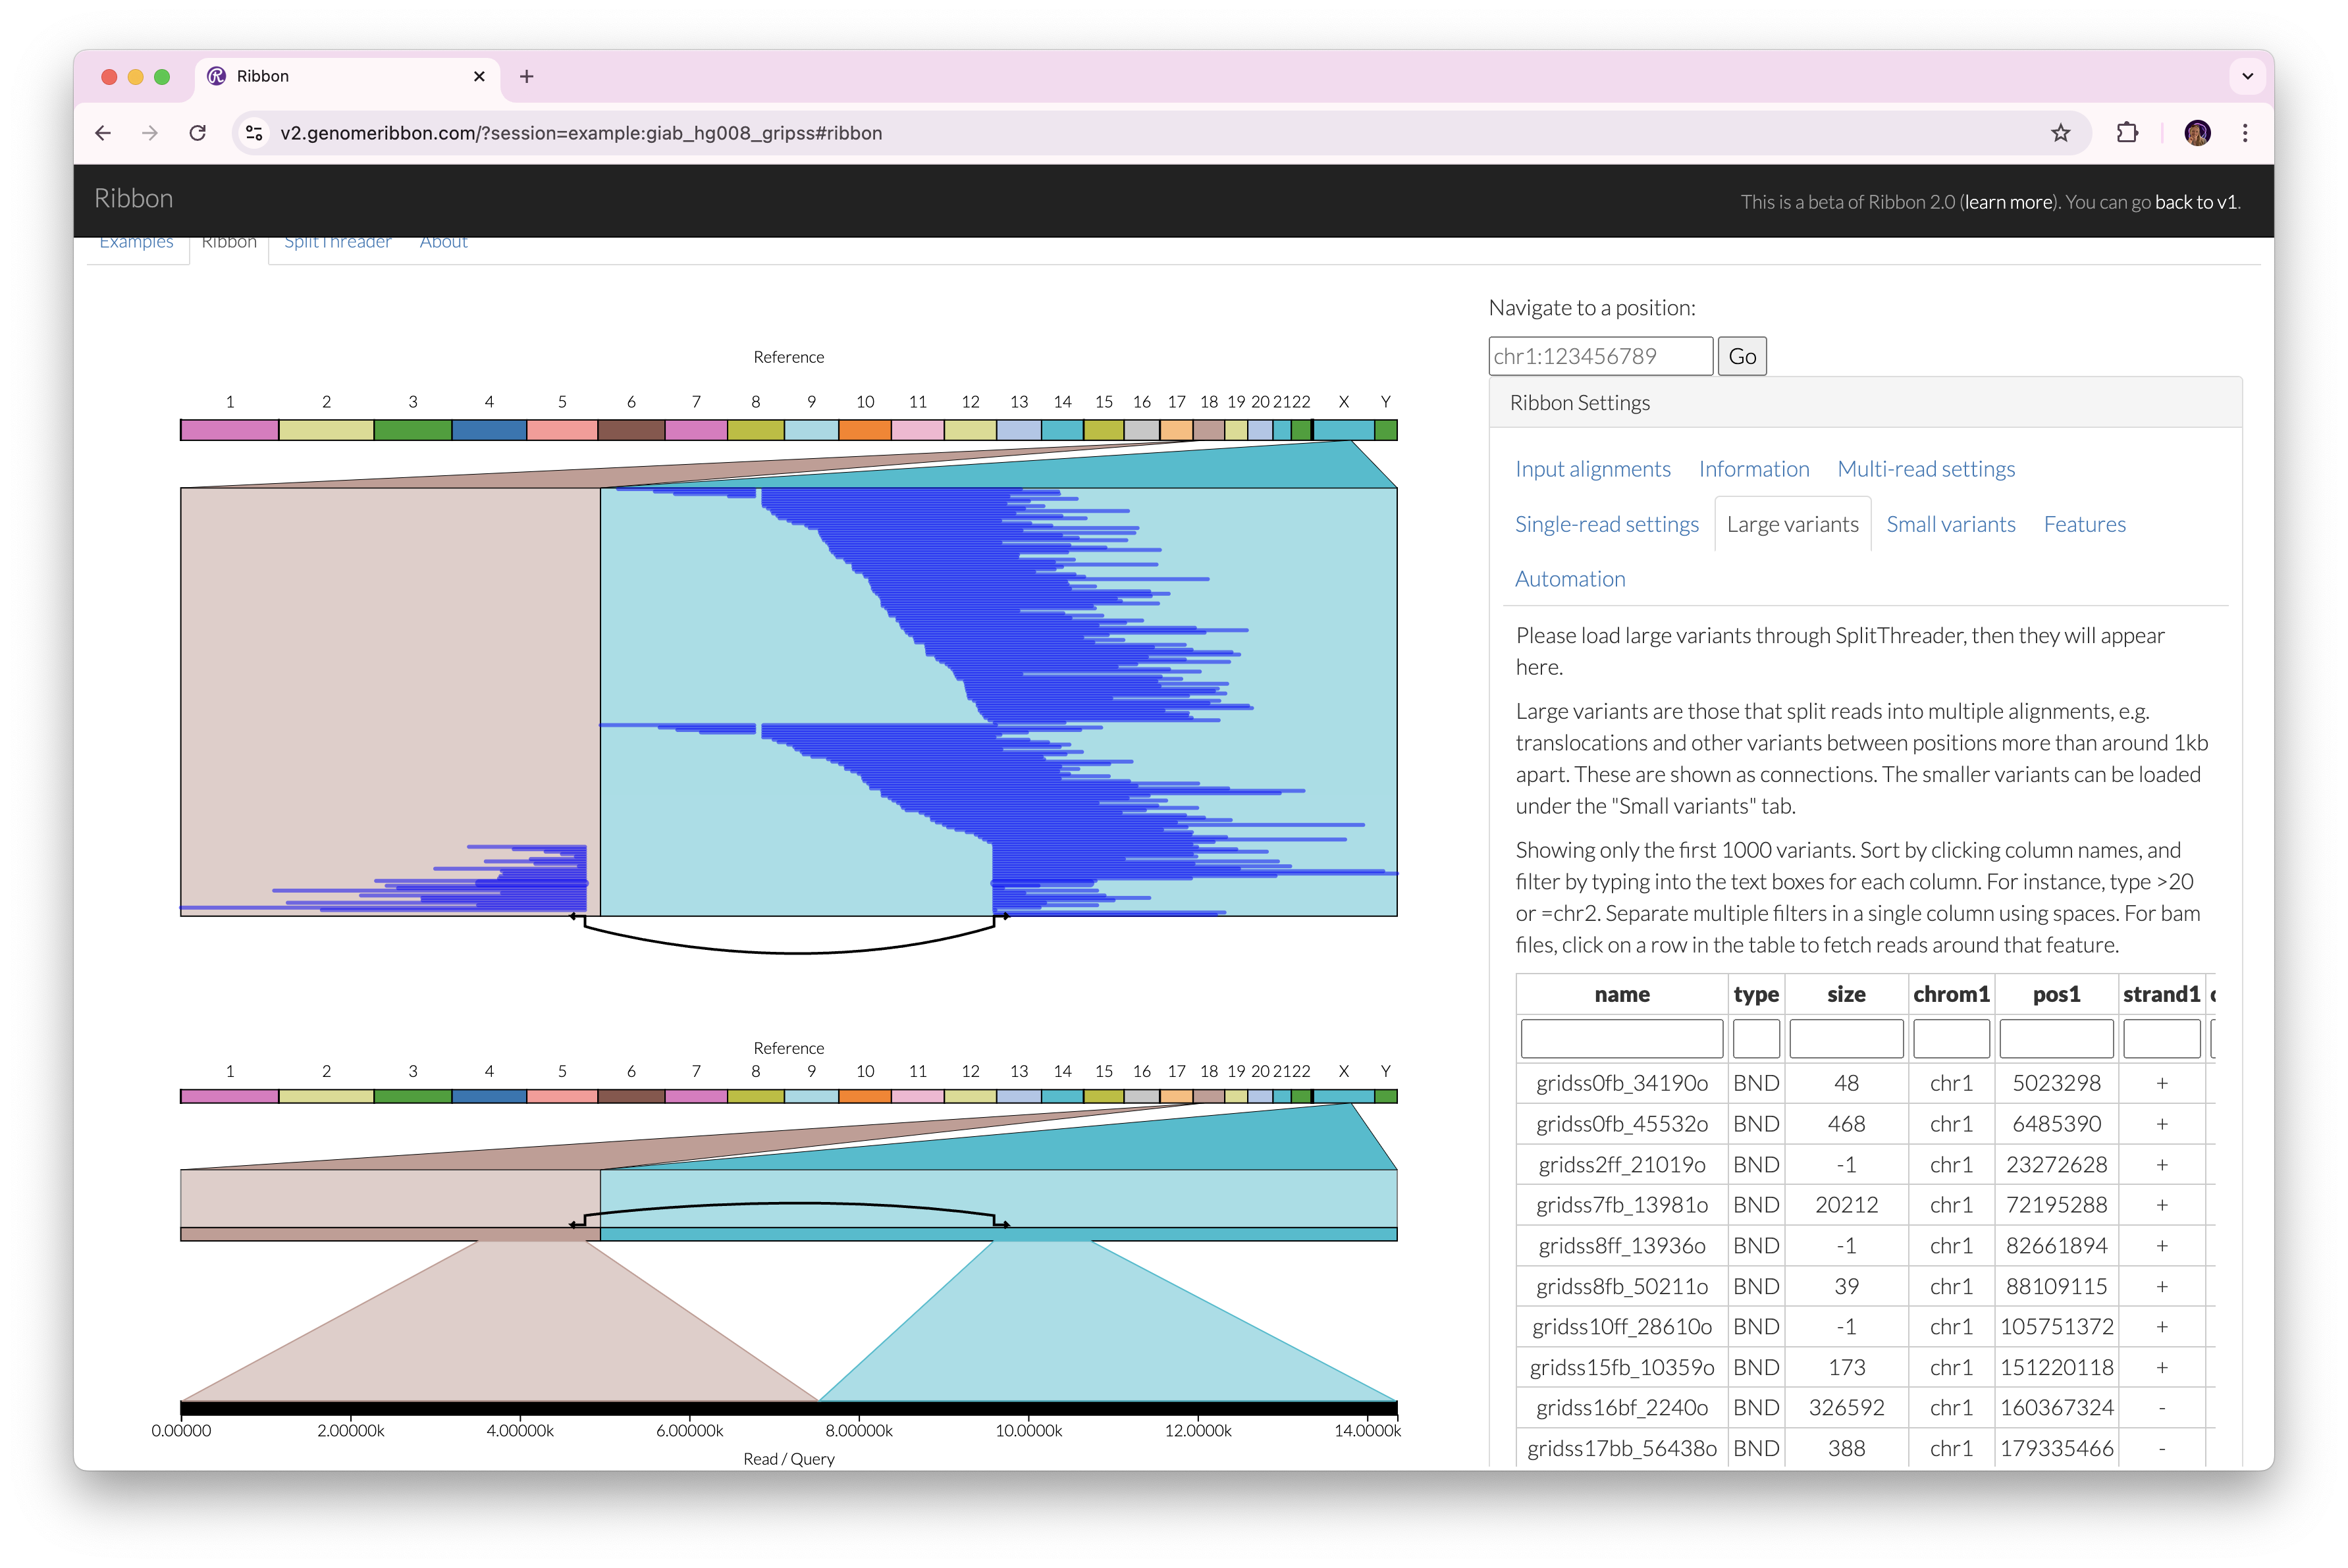 Ribbon
v2.genomeribbon.com/?session=example:giab_hg008_gripss#ribbon
Ribbon
This is a beta of Ribbon 2.0 (learn more). You can go back to v1.
Examples Ribbon SplitThreader About
Navigate to a position:
chr1:123456789 Go
Ribbon Settings
Input alignments Information Multi-read settings
Single-read settings Large variants Small variants Features
Automation
Please load large variants through SplitThreader, then they will appear
here.
Large variants are those that split reads into multiple alignments, e.g.
translocations and other variants between positions more than around 1kb
apart. These are shown as connections. The smaller variants can be loaded
under the "Small variants" tab.
Showing only the first 1000 variants. Sort by clicking column names, and
filter by typing into the text boxes for each column. For instance, type >20
or =chr2. Separate multiple filters in a single column using spaces. For bam
files, click on a row in the table to fetch reads around that feature.
name type size chrom1 pos1 strand1
gridss0fb_34190o BND 48 chr1 5023298 +
gridss0fb_45532o BND 468 chr1 6485390 +
gridss2ff_21019o BND -1 chr1 23272628 +
gridss7fb_13981o BND 20212 chr1 72195288 +
gridss8ff_13936o BND -1 chr1 82661894 +
gridss8fb_50211o BND 39 chr1 88109115 +
gridss10ff_28610o BND -1 chr1 105751372 +
gridss15fb_10359o BND 173 chr1 151220118 +
gridss16bf_2240o BND 326592 chr1 160367324 -
gridss17bb_56438o BND 388 chr1 179335466 -
Reference
1 2 3 4 5 6 7 8 9 10 11 12 13 14 15 16 17 18 19 20 21 22 X Y
Reference
1 2 3 4 5 6 7 8 9 10 11 12 13 14 15 16 17 18 19 20 21 22 X Y
0.00000 2.00000k 4.00000k 6.00000k 8.00000k 10.0000k 12.0000k 14.0000k
Read / Query